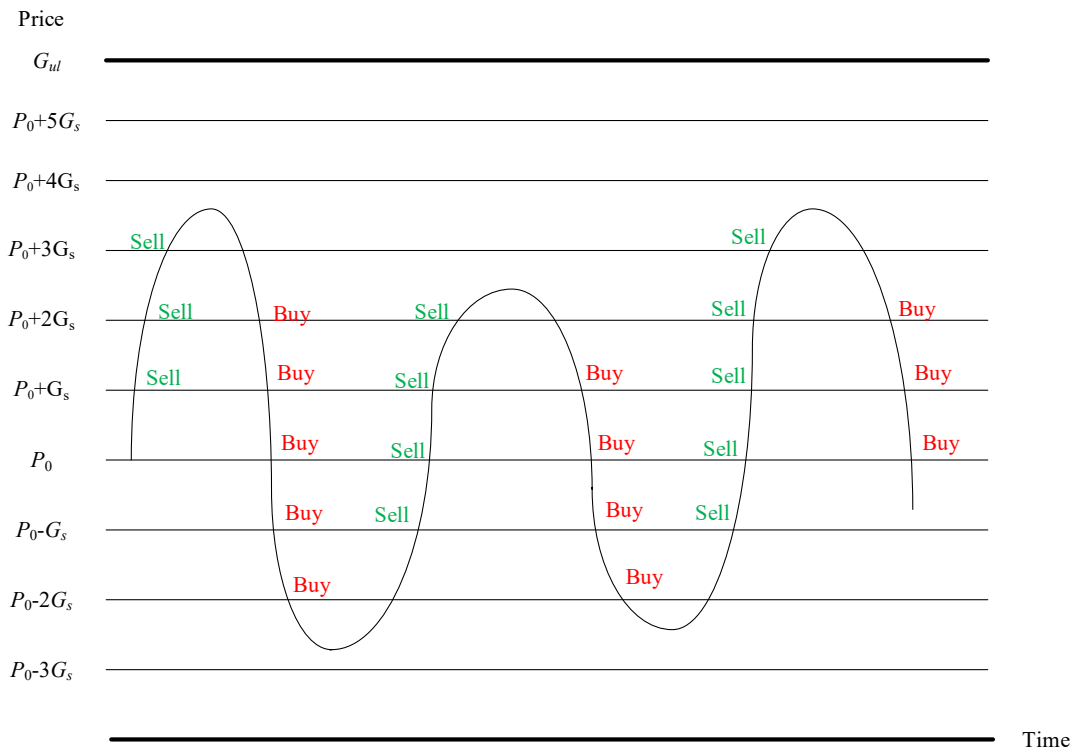 Price
G_ul
P_0+5G_s
P_0+4G_s
Sell Sell
P_0+3G_s
Sell Buy Sell Sell Buy
P_0+2G_s
Sell Buy Sell Buy Sell Buy
P_0+G_s
Buy Sell Buy Sell Buy
P_0
Buy Sell Buy Sell
P_0-G_s
Buy Buy
P_0-2G_s
P_0-3G_s
Time